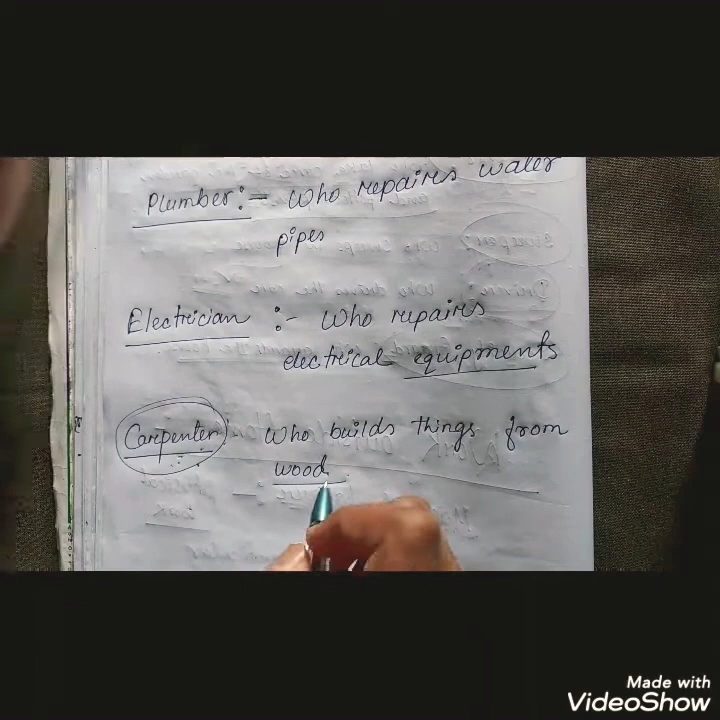 Plumber:- Who repairs water
pipes
Electrician :- Who repairs
electrical equipments
Carpenter:- Who builds things from
wood
Made with
VideoShow